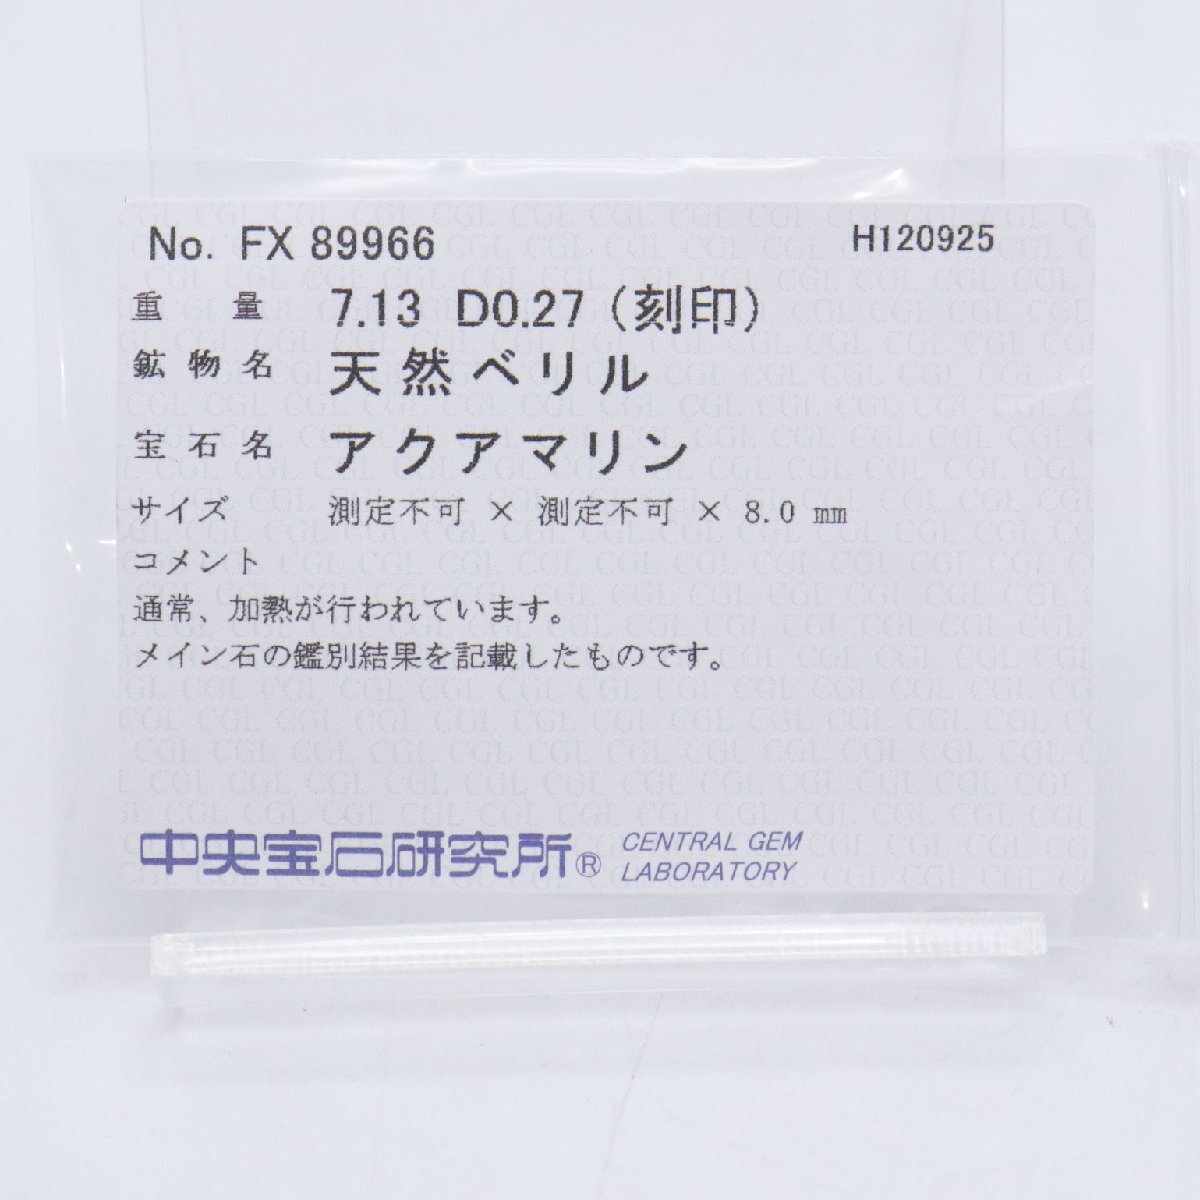 No. FX 89966 H120925
重量 7.13 D0.27 (刻印)
鉱物名 天然ベリル
宝石名 アクアマリン
サイズ 測定不可 × 測定不可 × 8.0 mm
コメント
通常、加熱が行われています。
メイン石の鑑別結果を記載したものです。
中央宝石研究所® CENTRAL GEM
LABORATORY